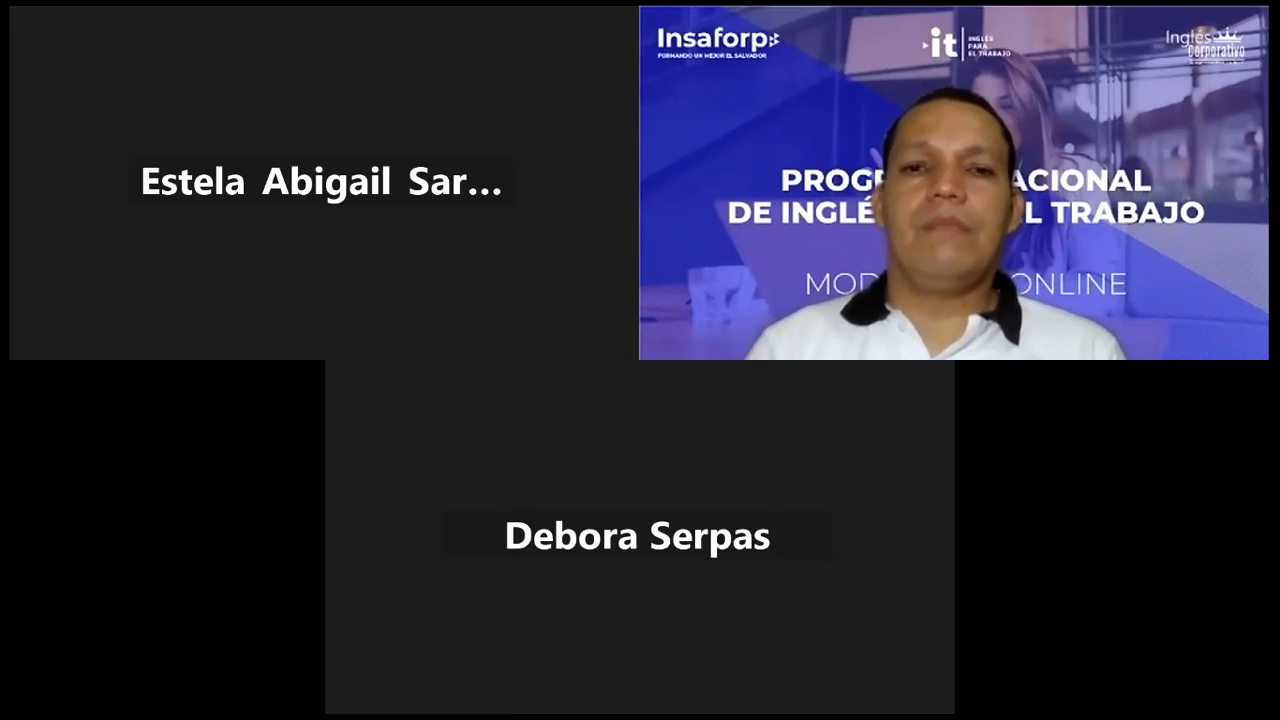 Estela Abigail Sar...
Insaforp
FORMANDO UN MEJOR EL SALVADOR
it
INGLÉS
PARA
EL TRABAJO
Inglés
Corporativo
PROG ACIONAL
DE INGLÉ L TRABAJO
MOD ONLINE
Debora Serpas